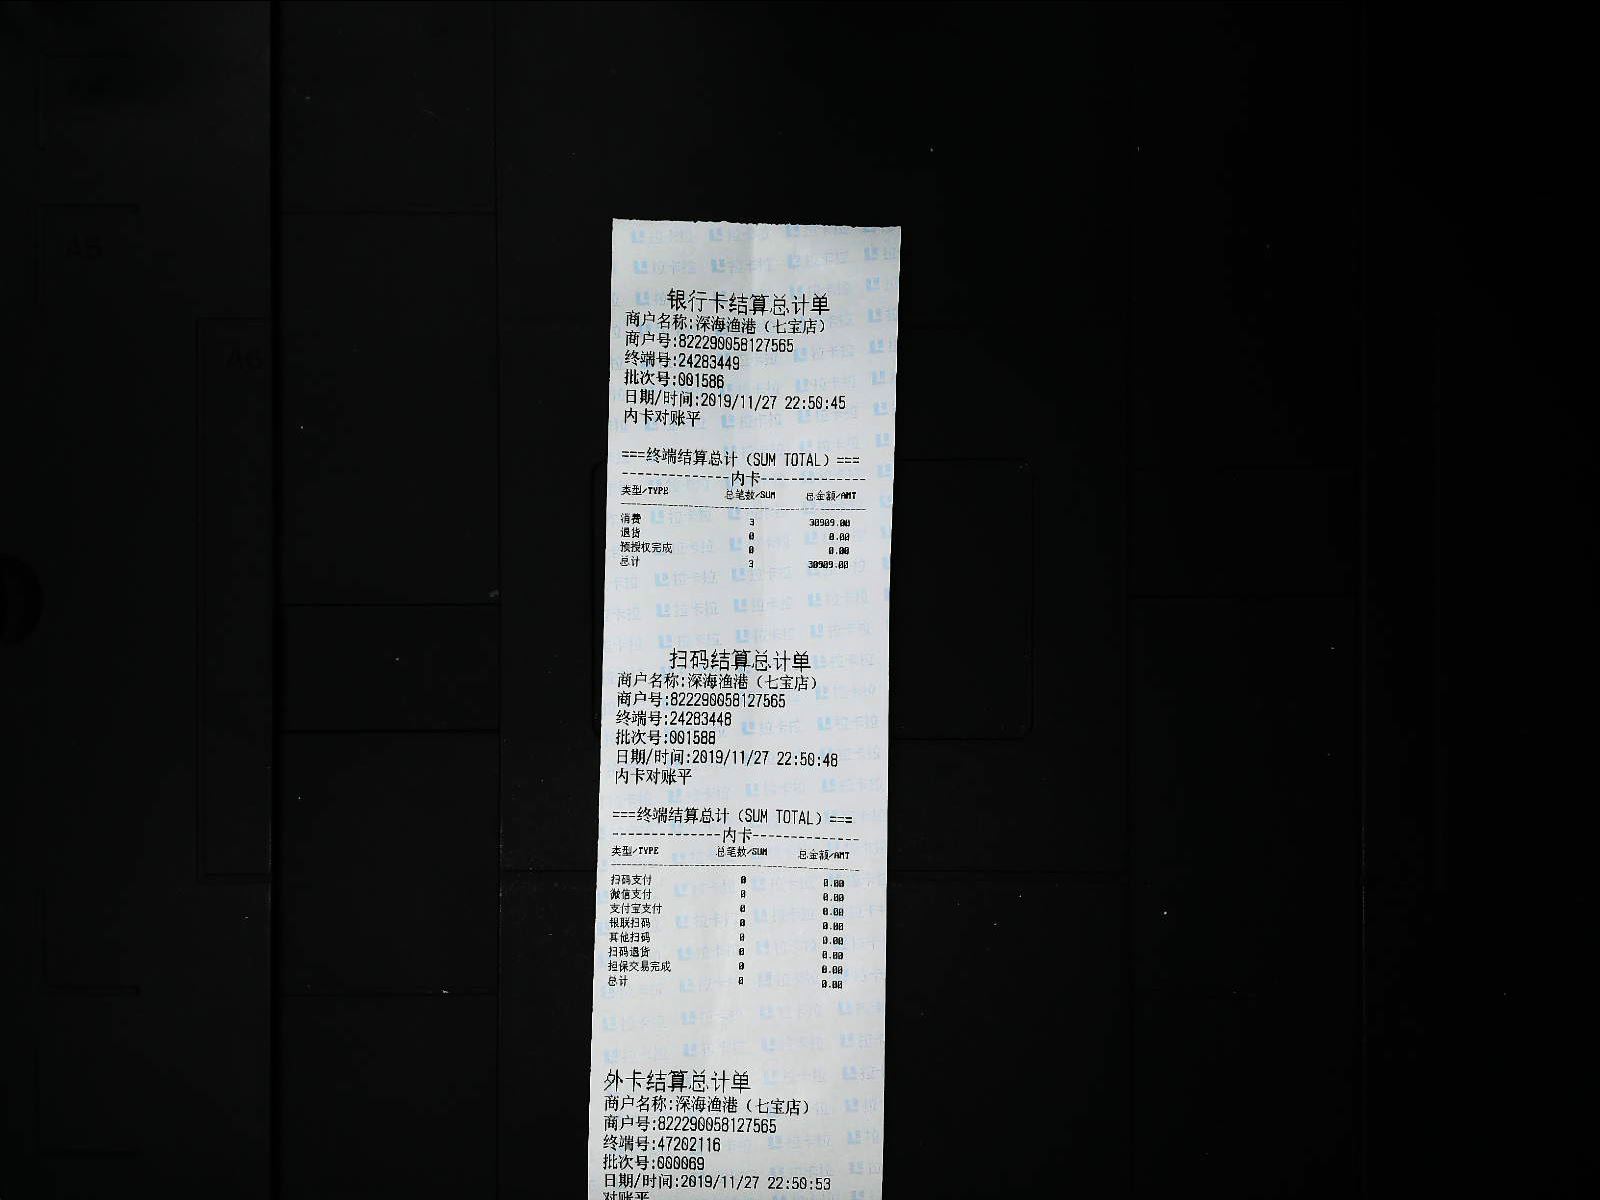 银行卡结算总计单
商户名称:深海渔港（七宝店）
商户号:822290058127565
终端号:24283449
批次号:001586
日期/时间:2019/11/27 22:50:45
内卡对账平
===终端结算总计（SUM TOTAL）===
--------------内卡--------------
类型/TYPE 总笔数/SUM 总金额/AMT
消费 3 30909.00
退货 0 0.00
预授权完成 0 0.00
总计 3 30909.00
扫码结算总计单
商户名称:深海渔港（七宝店）
商户号:822290058127565
终端号:24283448
批次号:001588
日期/时间:2019/11/27 22:50:48
内卡对账平
===终端结算总计（SUM TOTAL）===
--------------内卡--------------
类型/TYPE 总笔数/SUM 总金额/AMT
扫码支付 0 0.00
微信支付 0 0.00
支付宝支付 0 0.00
银联扫码 0 0.00
其他扫码 0 0.00
扫码退货 0 0.00
担保交易完成 0 0.00
总计 0 0.00
外卡结算总计单
商户名称:深海渔港（七宝店）
商户号:822290058127565
终端号:47202116
批次号:000069
日期/时间:2019/11/27 22:50:53
对账平
拉卡拉
A5
A6